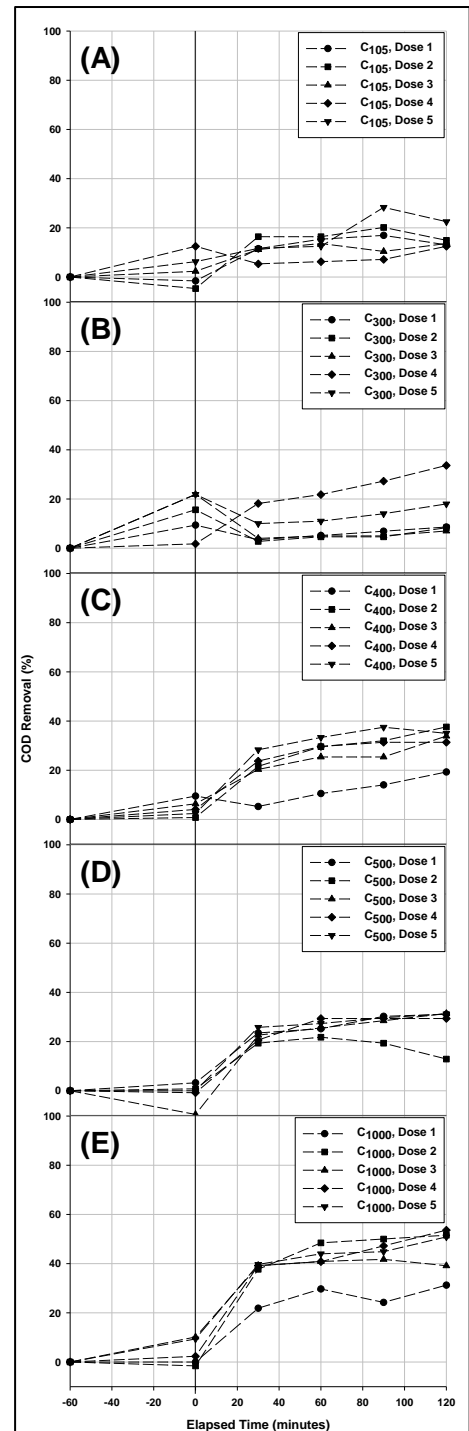 100
80
60
40
20
0
(A)
C105, Dose 1
C105, Dose 2
C105, Dose 3
C105, Dose 4
C105, Dose 5
100
80
60
40
20
0
(B)
C300, Dose 1
C300, Dose 2
C300, Dose 3
C300, Dose 4
C300, Dose 5
COD Removal (%)
100
80
60
40
20
0
(C)
C400, Dose 1
C400, Dose 2
C400, Dose 3
C400, Dose 4
C400, Dose 5
100
80
60
40
20
0
(D)
C500, Dose 1
C500, Dose 2
C500, Dose 3
C500, Dose 4
C500, Dose 5
100
80
60
40
20
0
(E)
C1000, Dose 1
C1000, Dose 2
C1000, Dose 3
C1000, Dose 4
C1000, Dose 5
-60 -40 -20 0 20 40 60 80 100 120
Elapsed Time (minutes)